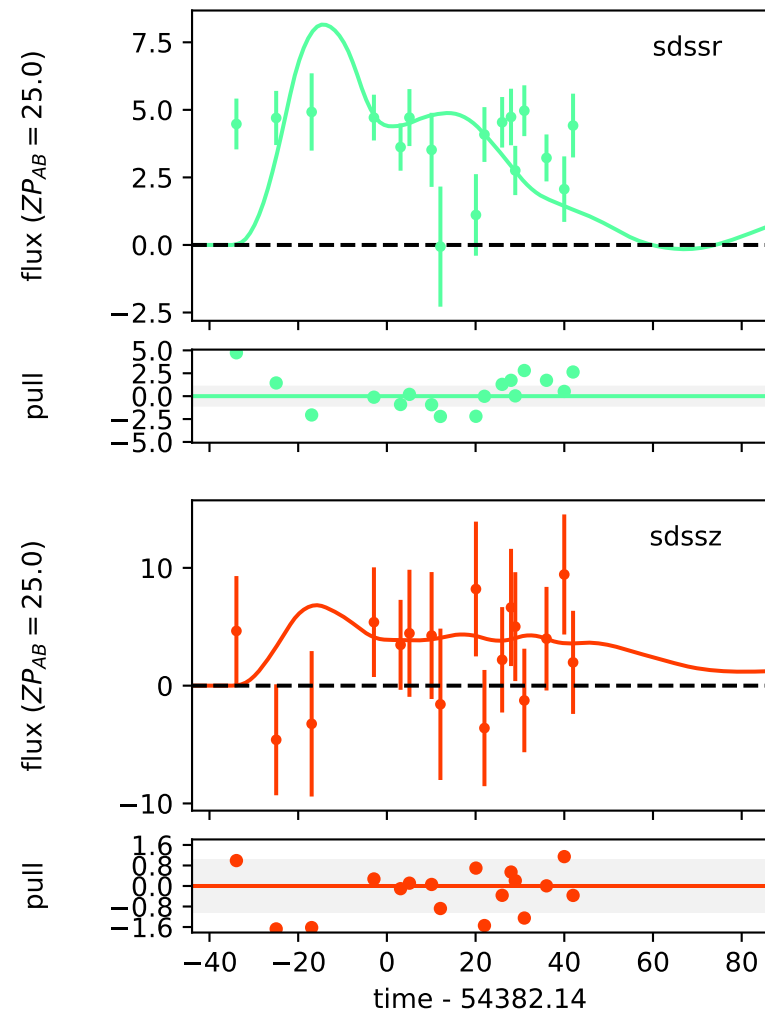 sdssr
flux (ZP_AB = 25.0)
7.5
5.0
2.5
0.0
−2.5
pull
5.0
2.5
0.0
−2.5
−5.0
sdssz
flux (ZP_AB = 25.0)
10
0
−10
pull
1.6
0.8
0.0
−0.8
−1.6
−40 −20 0 20 40 60 80
time - 54382.14